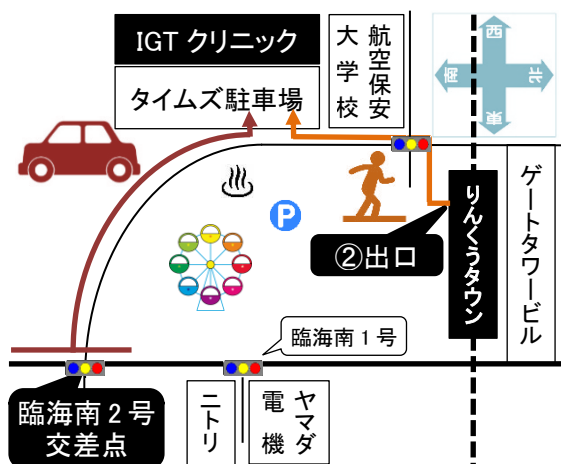 IGTクリニック
タイムズ駐車場
航空保安
大学校
西
南
北
東
P
②出口
りんくうタウン
ゲートタワービル
臨海南1号
臨海南2号
交差点
ニトリ
ヤマダ
電機